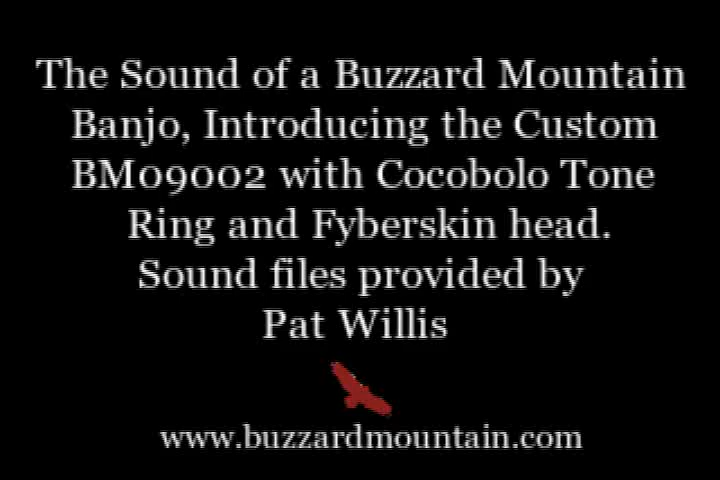 The Sound of a Buzzard Mountain
Banjo, Introducing the Custom
BM09002 with Cocobolo Tone
Ring and Fyberskin head.
Sound files provided by
Pat Willis
www.buzzardmountain.com